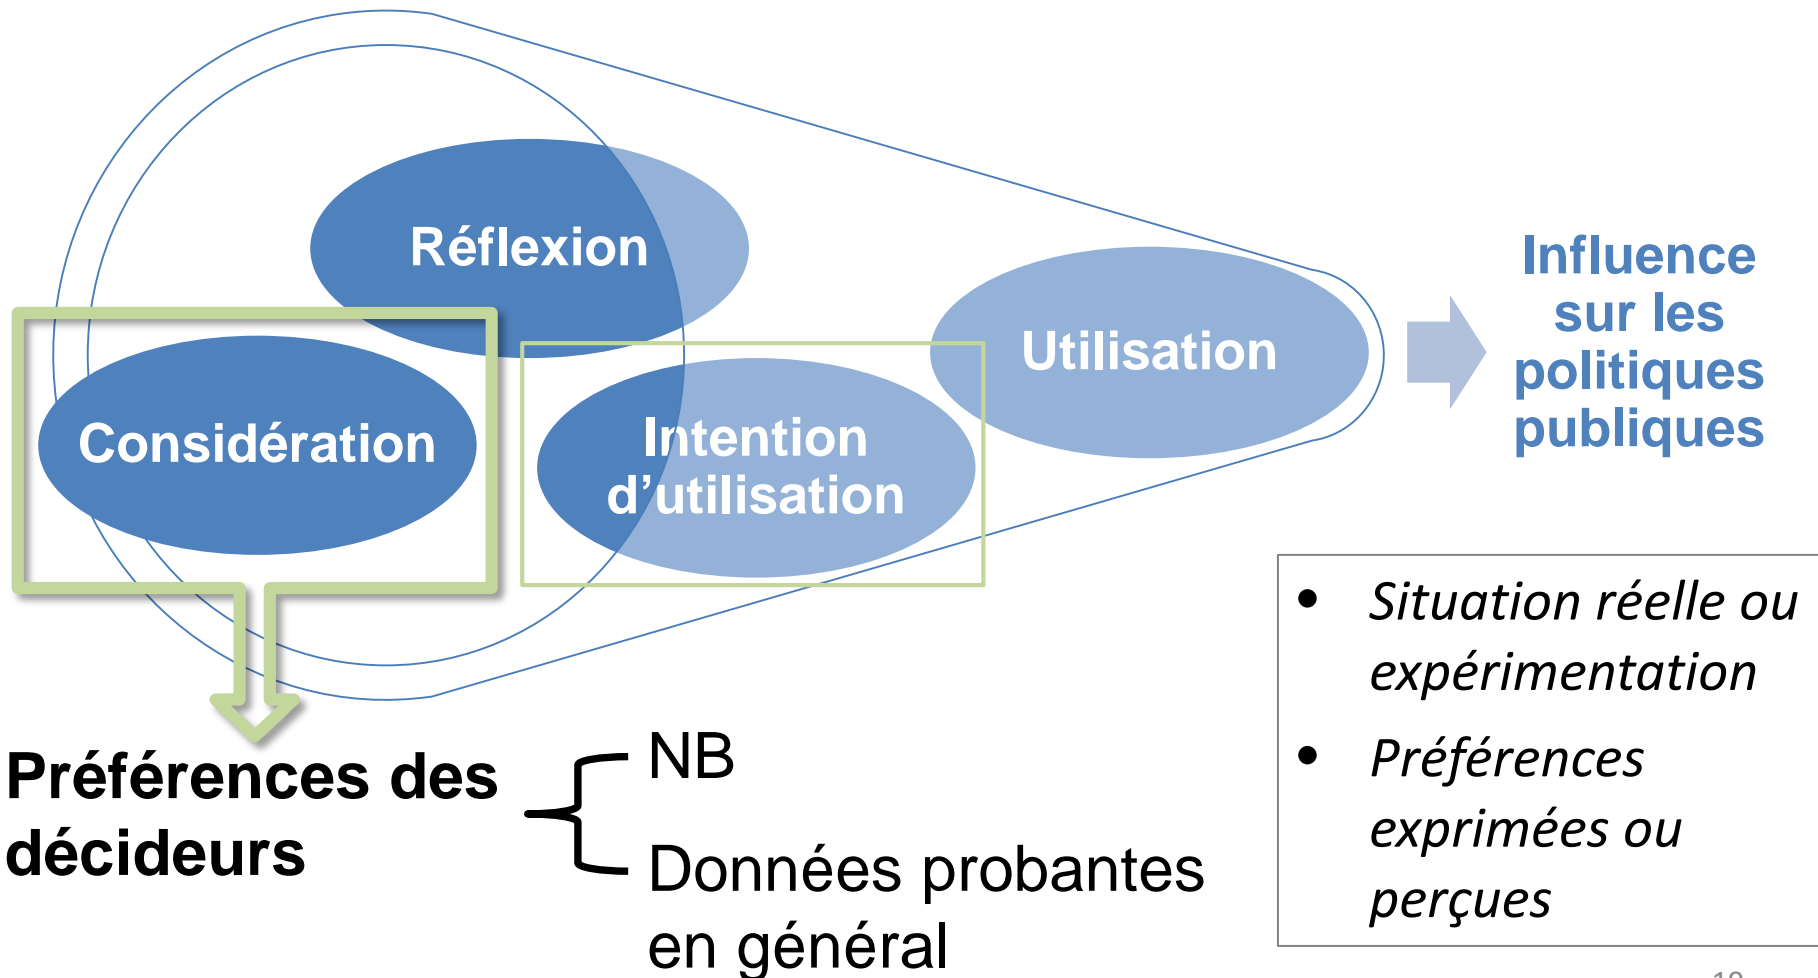 Réflexion
Considération
Intention
d’utilisation
Utilisation
Influence
sur les
politiques
publiques
Préférences des
décideurs
NB
Données probantes
en général
• Situation réelle ou
expérimentation
• Préférences
exprimées ou
perçues